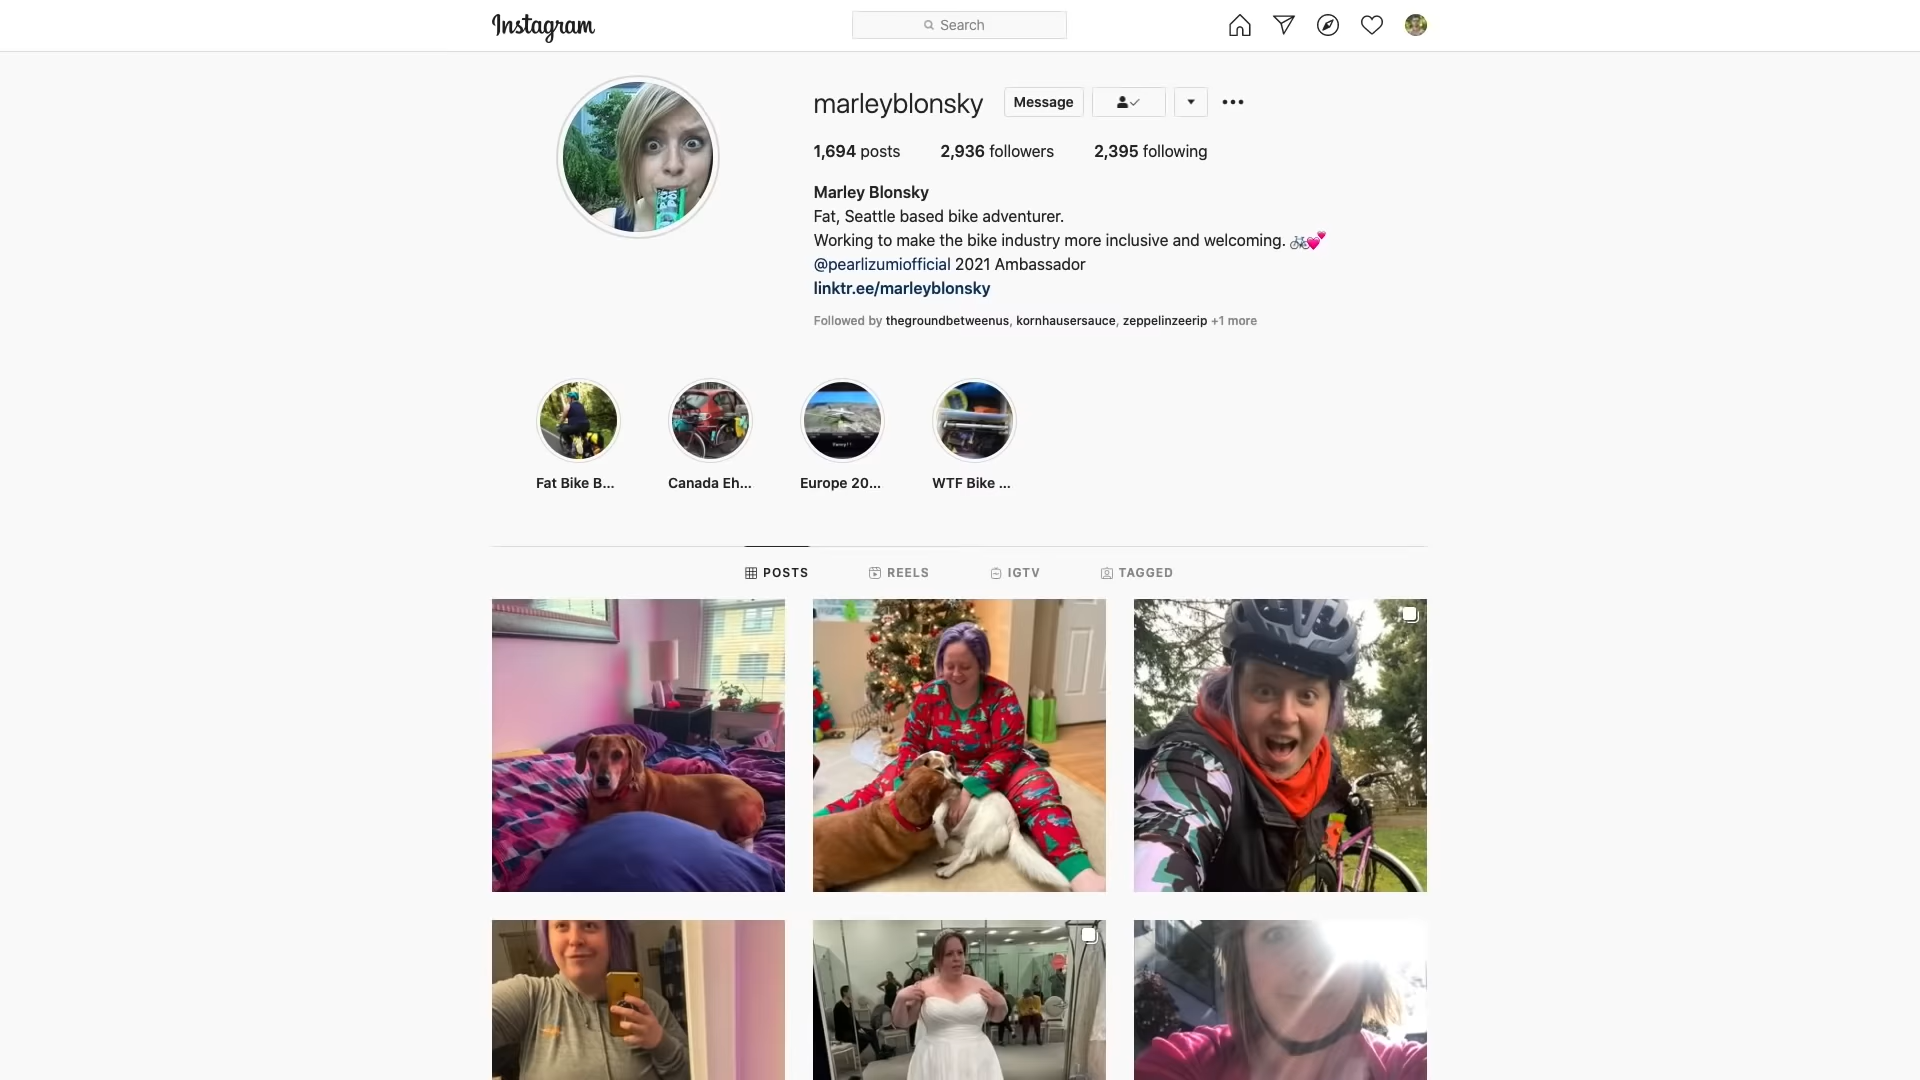 Instagram
Search
marleyblonsky
Message
1,694 posts 2,936 followers 2,395 following
Marley Blonsky
Fat, Seattle based bike adventurer.
Working to make the bike industry more inclusive and welcoming. 🚲💕
@pearlizumiofficial 2021 Ambassador
linktr.ee/marleyblonsky
Followed by thegroundbetweenus, kornhausersauce, zeppelinzeerip +1 more
Fat Bike B... Canada Eh... Europe 20... WTF Bike ...
POSTS REELS IGTV TAGGED